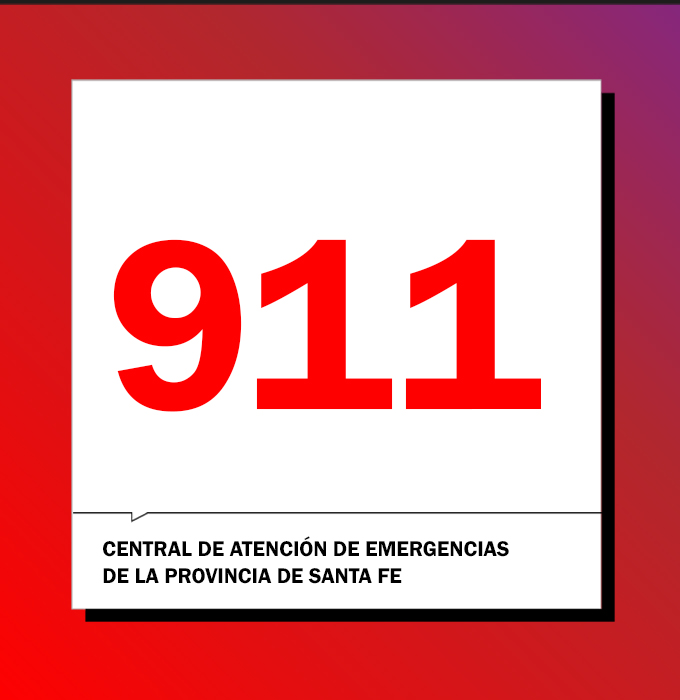 911
CENTRAL DE ATENCIÓN DE EMERGENCIAS
DE LA PROVINCIA DE SANTA FE